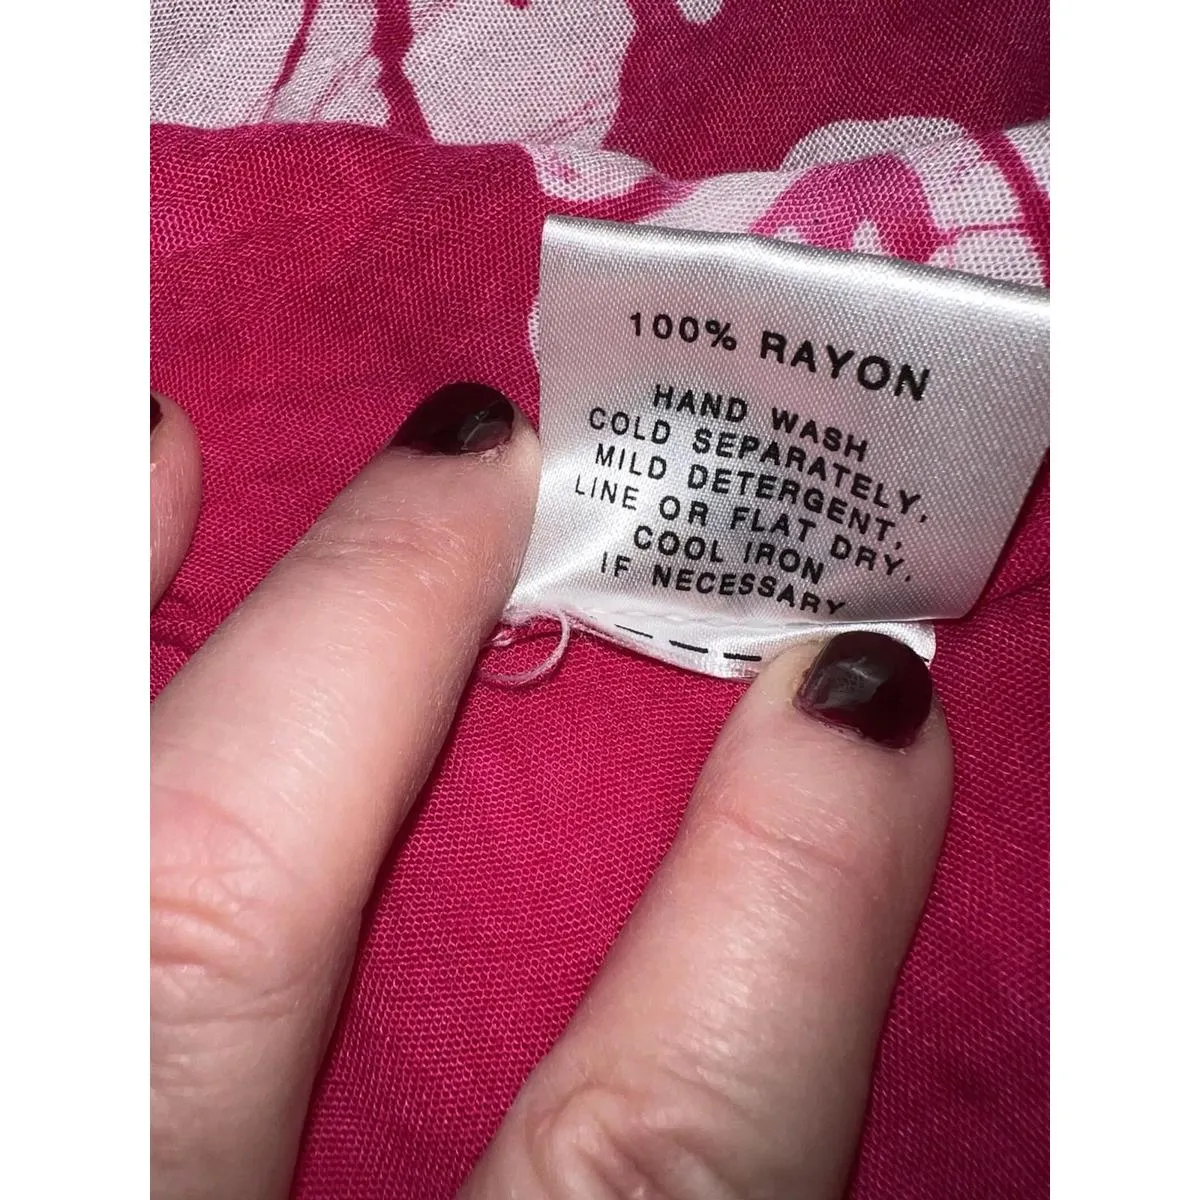 100% RAYON
HAND WASH
COLD SEPARATELY,
MILD DETERGENT,
LINE OR FLAT DRY,
COOL IRON
IF NECESSARY